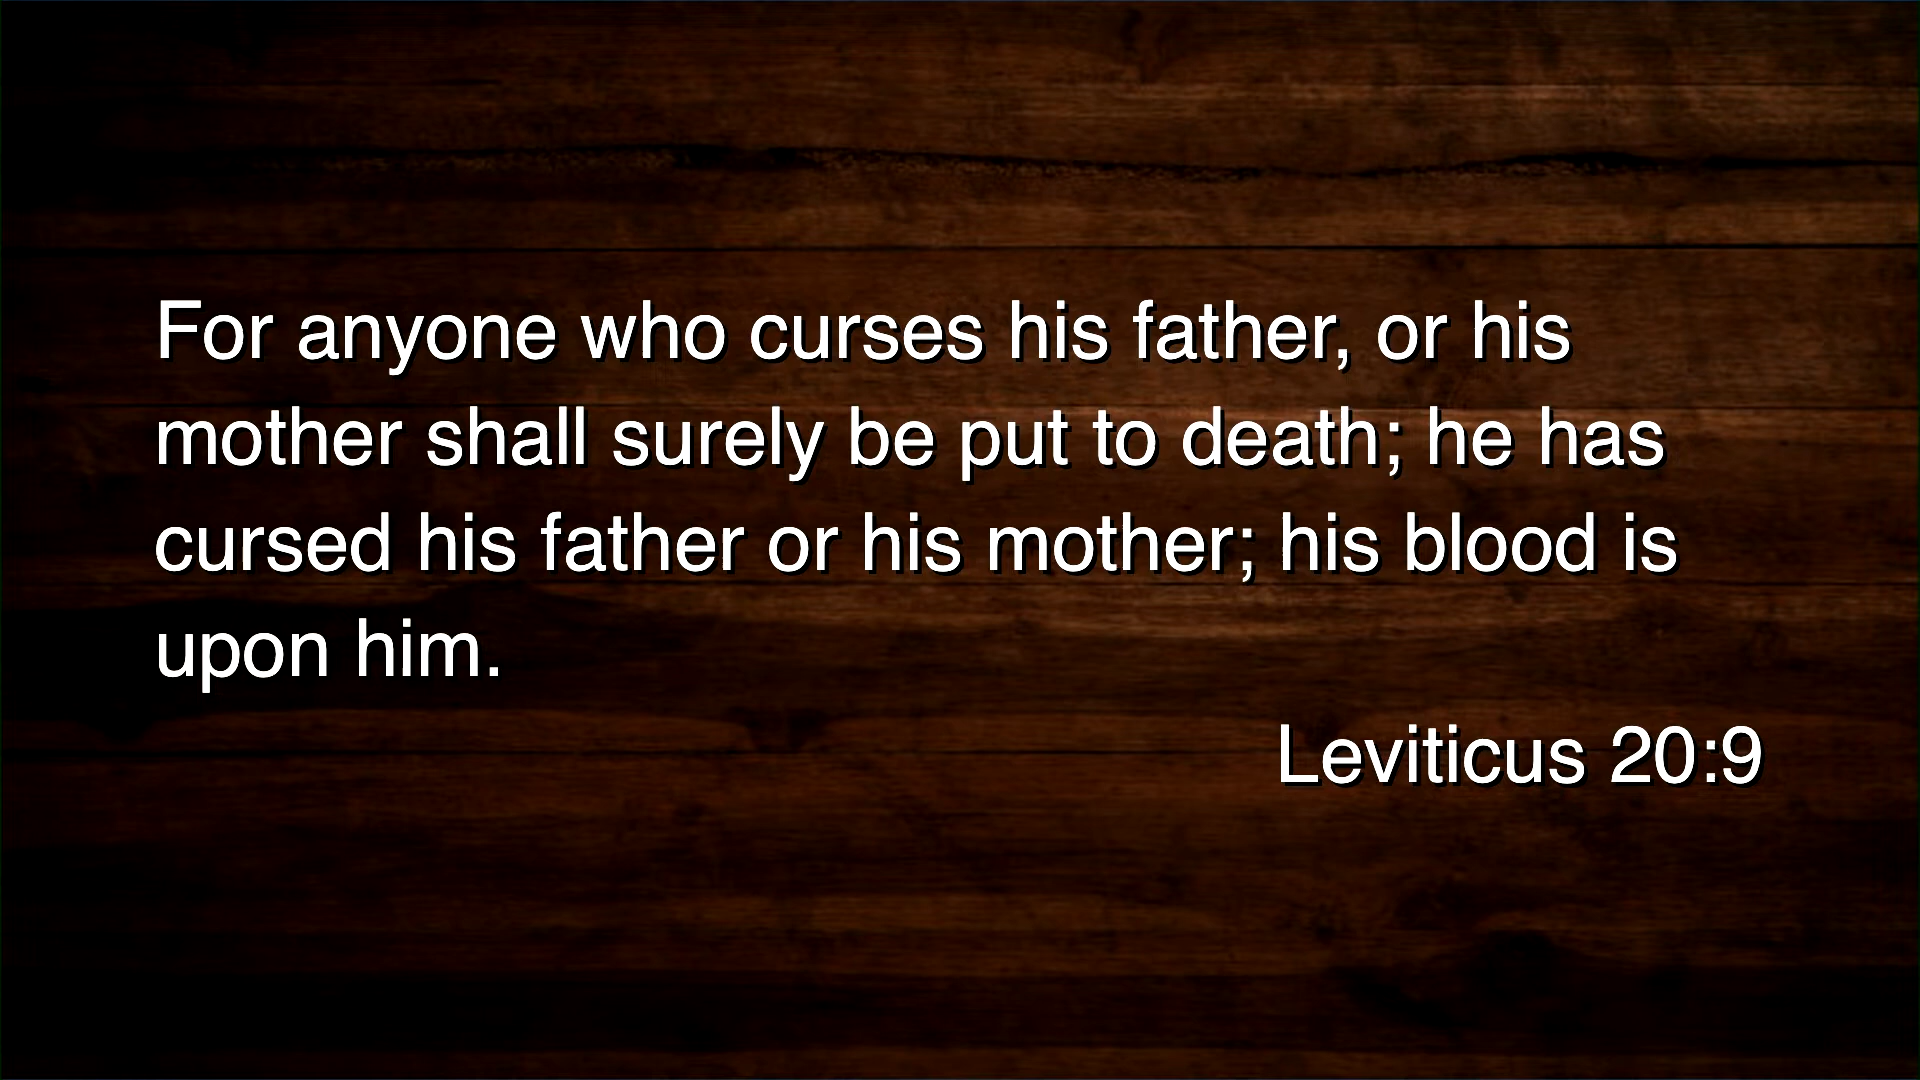 For anyone who curses his father, or his
mother shall surely be put to death; he has
cursed his father or his mother; his blood is
upon him.
Leviticus 20:9